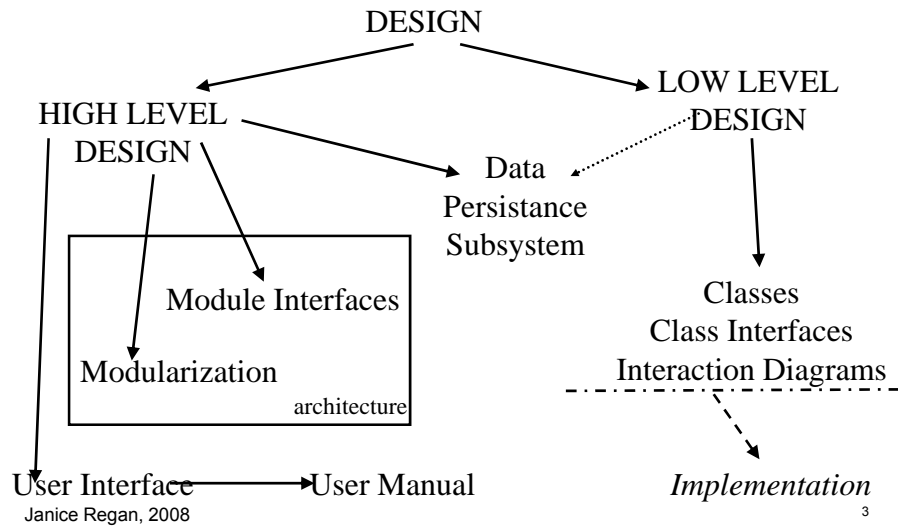 DESIGN
HIGH LEVEL
DESIGN
LOW LEVEL
DESIGN
Data
Persistance
Subsystem
Module Interfaces
Modularization
architecture
Classes
Class Interfaces
Interaction Diagrams
User Interface
User Manual
Implementation
Janice Regan, 2008
3